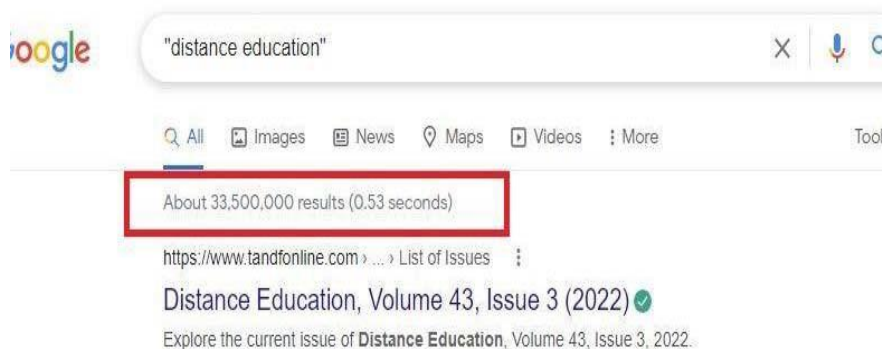 Google
"distance education"
All Images News Maps Videos : More Tool
About 33,500,000 results (0.53 seconds)
https://www.tandfonline.com › ... › List of Issues
Distance Education, Volume 43, Issue 3 (2022)
Explore the current issue of Distance Education, Volume 43, Issue 3, 2022.